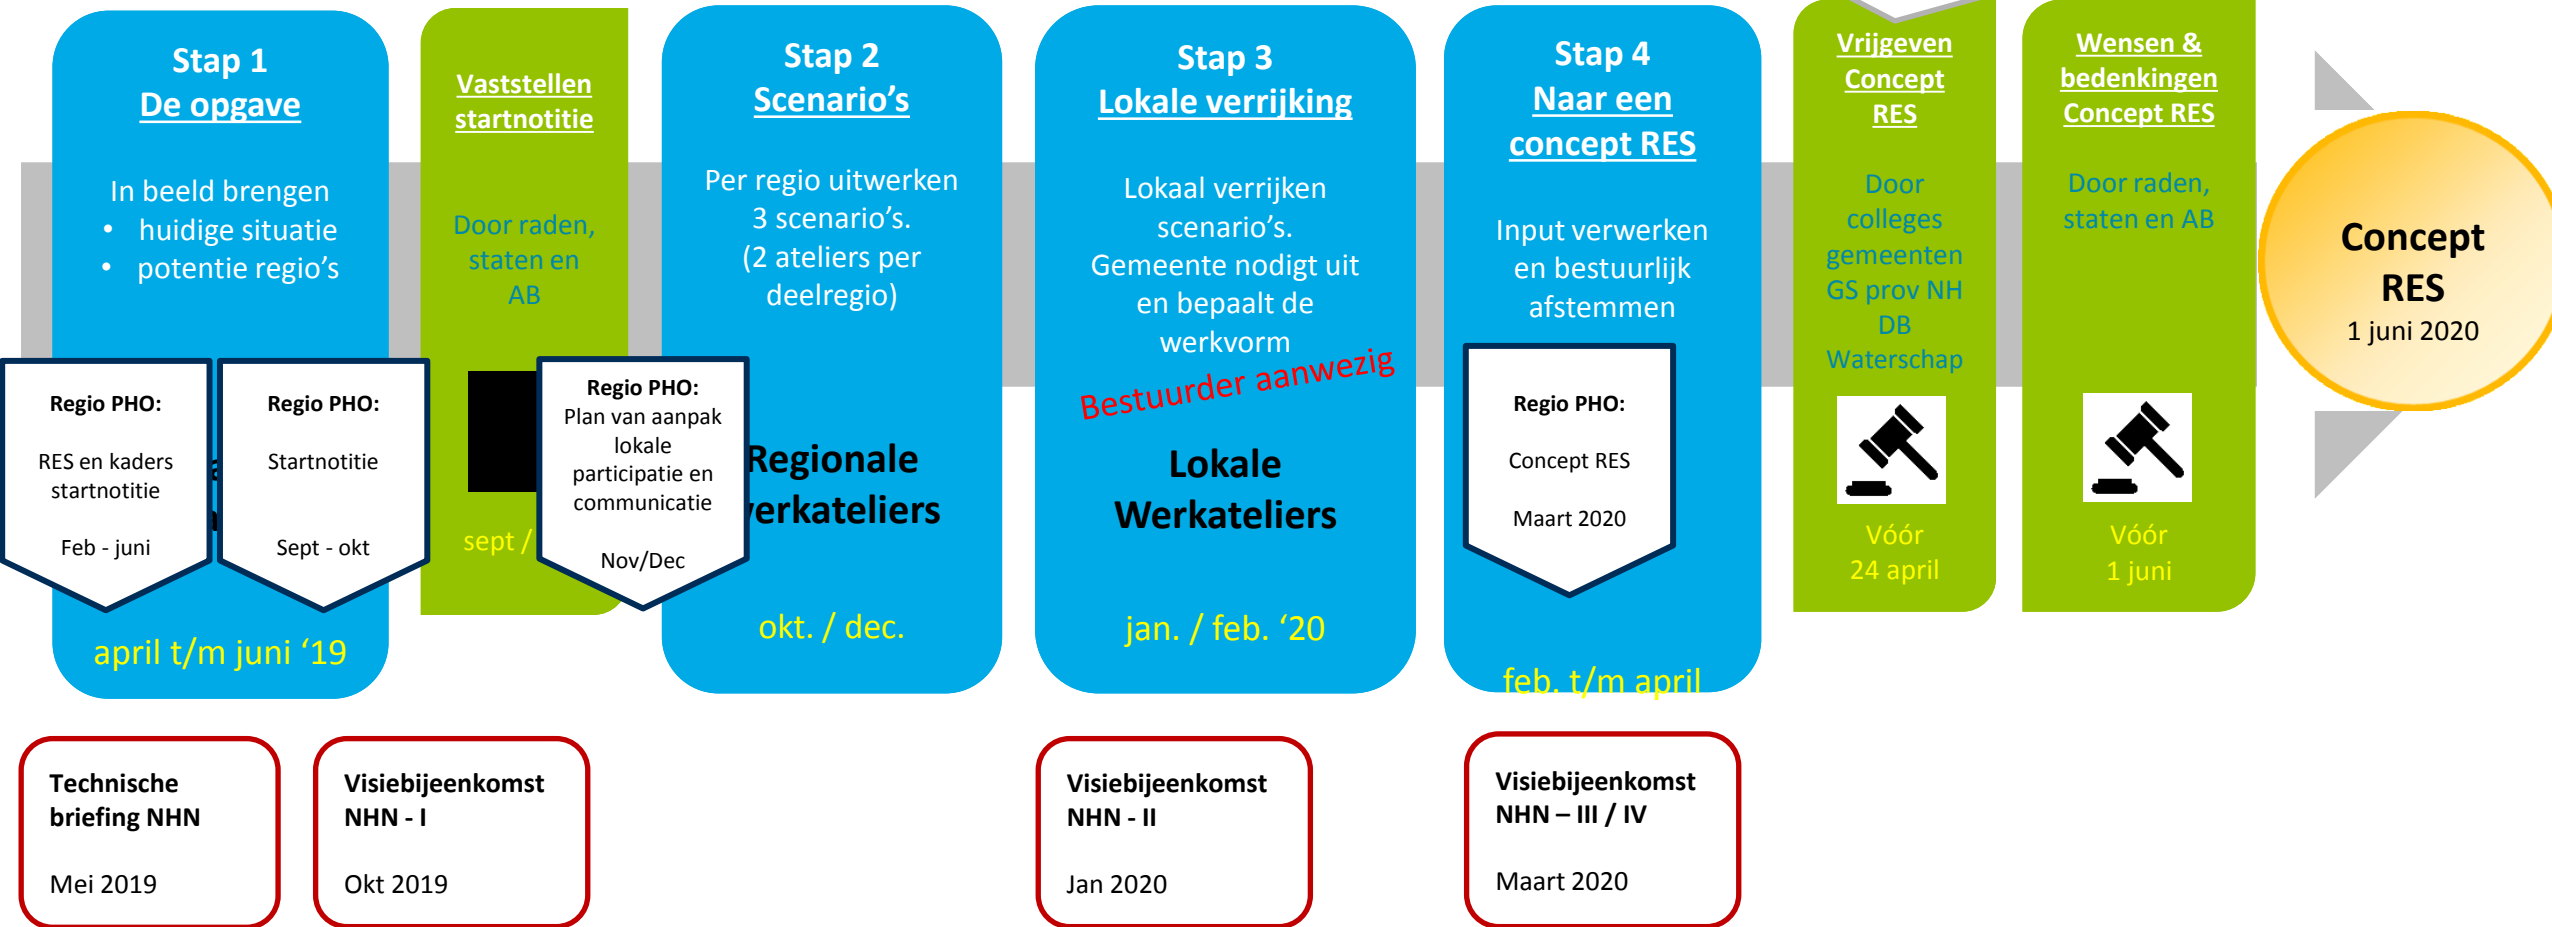 Stap 1
De opgave
In beeld brengen
• huidige situatie
• potentie regio's
Regio PHO:
RES en kaders
startnotitie
Feb - juni
Regio PHO:
Startnotitie
Sept - okt
april t/m juni ‘19
Vaststellen
startnotitie
Door raden,
staten en
AB
sept /
Stap 2
Scenario’s
Per regio uitwerken
3 scenario’s.
(2 ateliers per
deelregio)
Regio PHO:
Plan van aanpak
lokale
participatie en
communicatie
Nov/Dec
Regionale
werkateliers
okt. / dec.
Stap 3
Lokale verrijking
Lokaal verrijken
scenario’s.
Gemeente nodigt uit
en bepaalt de
werkvorm
Bestuurder aanwezig
Lokale
Werkateliers
jan. / feb. ‘20
Stap 4
Naar een
concept RES
Input verwerken
en bestuurlijk
afstemmen
Regio PHO:
Concept RES
Maart 2020
feb. t/m april
Vrijgeven
Concept
RES
Door
colleges
gemeenten
GS prov NH
DB
Waterschap
Vóór
24 april
Wensen &
bedenkingen
Concept RES
Door raden,
staten en AB
Vóór
1 juni
Concept
RES
1 juni 2020
Technische
briefing NHN
Mei 2019
Visiebijeenkomst
NHN - I
Okt 2019
Visiebijeenkomst
NHN - II
Jan 2020
Visiebijeenkomst
NHN – III / IV
Maart 2020